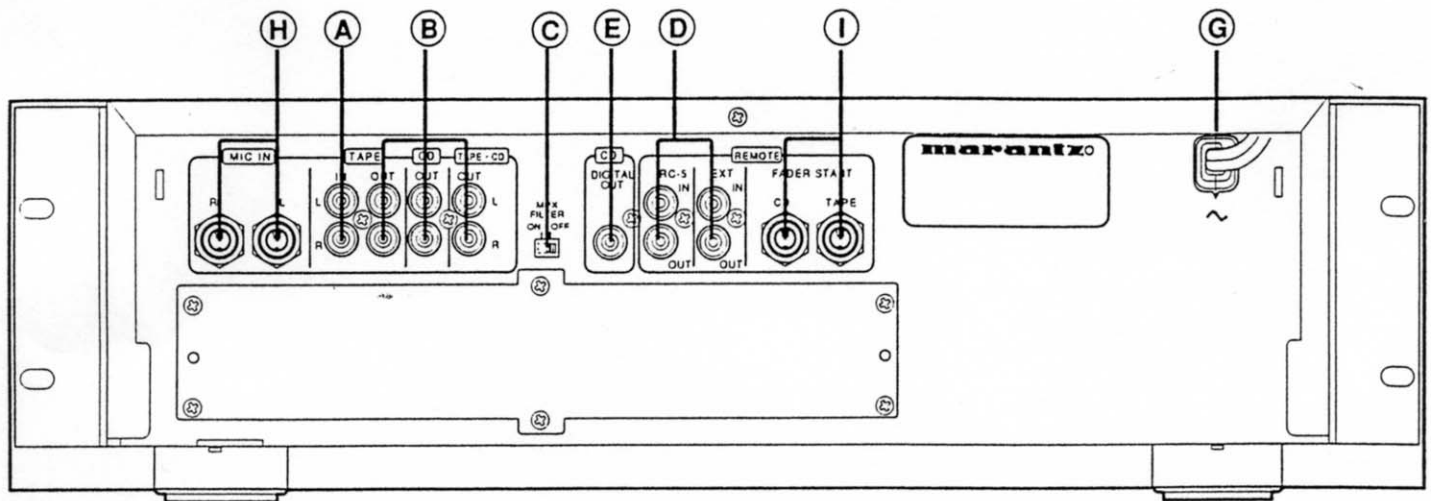 H A B C E D I G
MIC IN TAPE CD TAPE · CD CD REMOTE
marantz
R L IN OUT OUT OUT DIGITAL OUT RC-5 EXT FADER START
L L IN IN CD TAPE
MPX
FILTER
ON OFF
R R OUT OUT
~